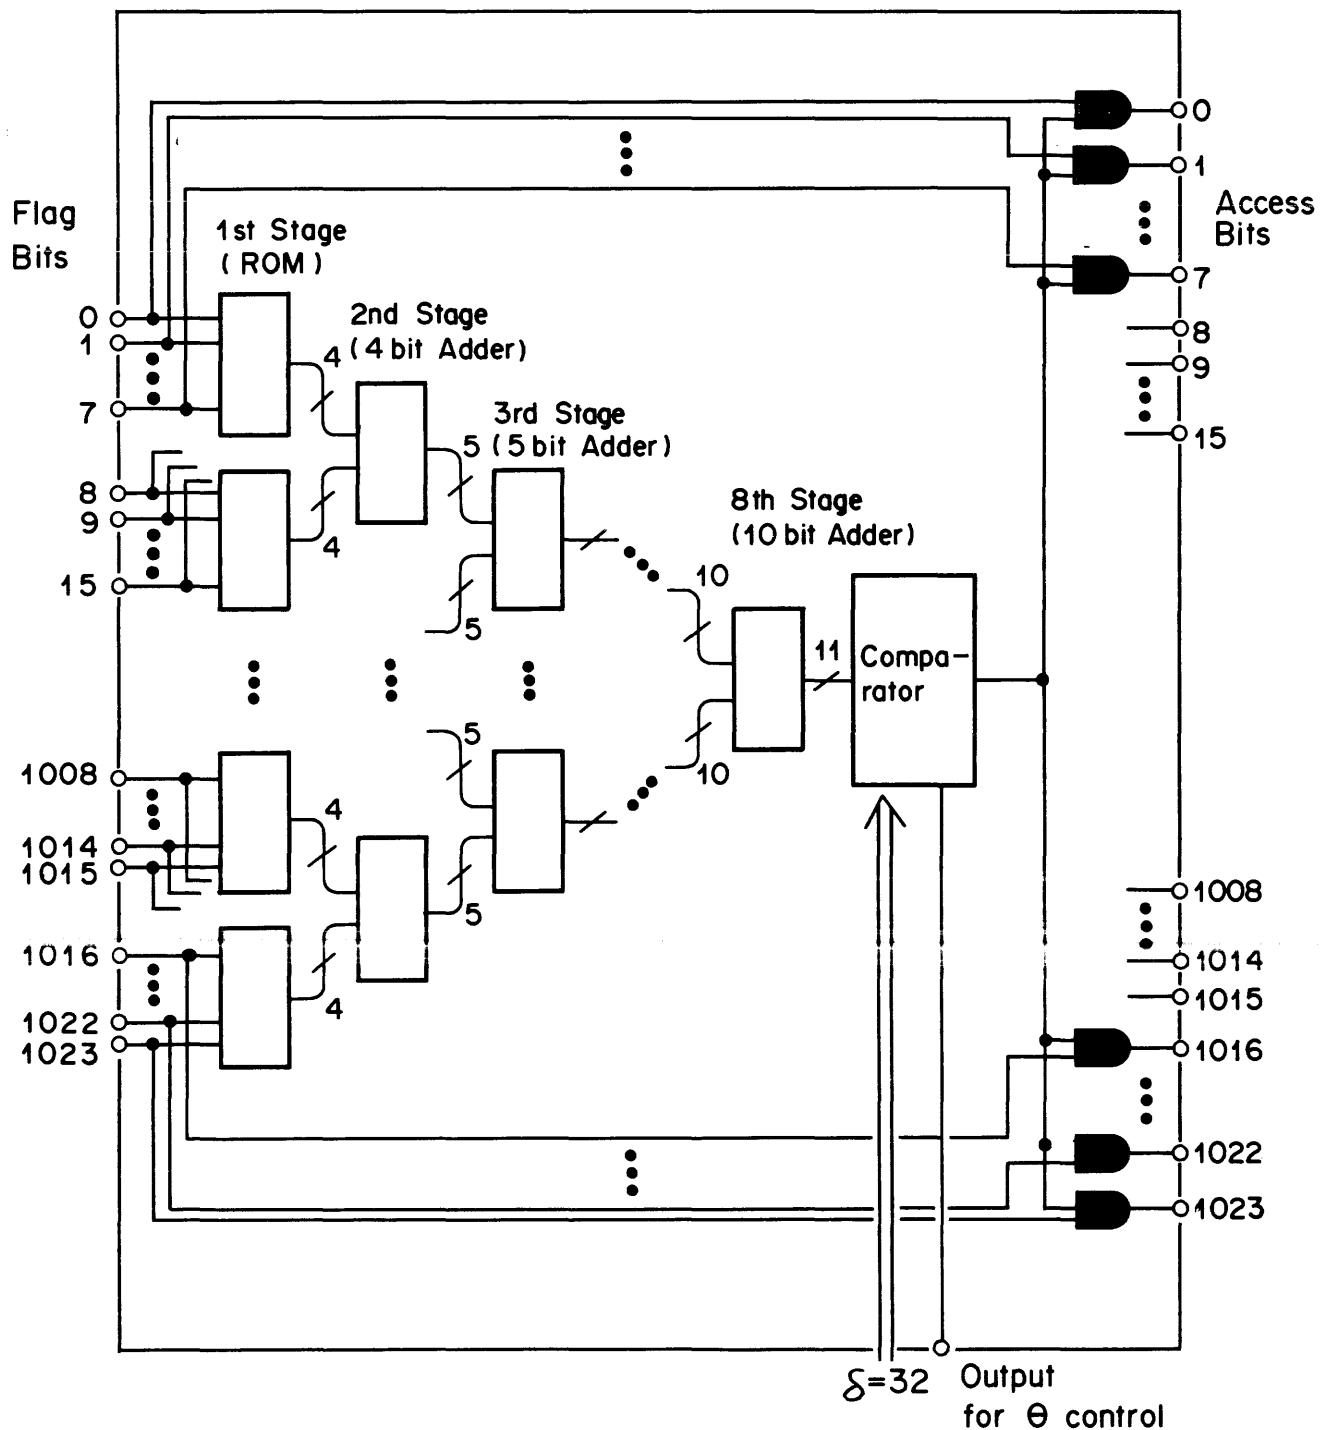 Flag
Bits
1st Stage
(ROM)
2nd Stage
(4 bit Adder)
3rd Stage
(5 bit Adder)
8th Stage
(10 bit Adder)
Access
Bits
0
1
7
8
9
15
1008
1014
1015
1016
1022
1023
4
4
5
5
10
10
11
Compa-
rator
5
5
4
4
0
1
7
8
9
15
1008
1014
1015
1016
1022
1023
δ=32
Output
for Θ control